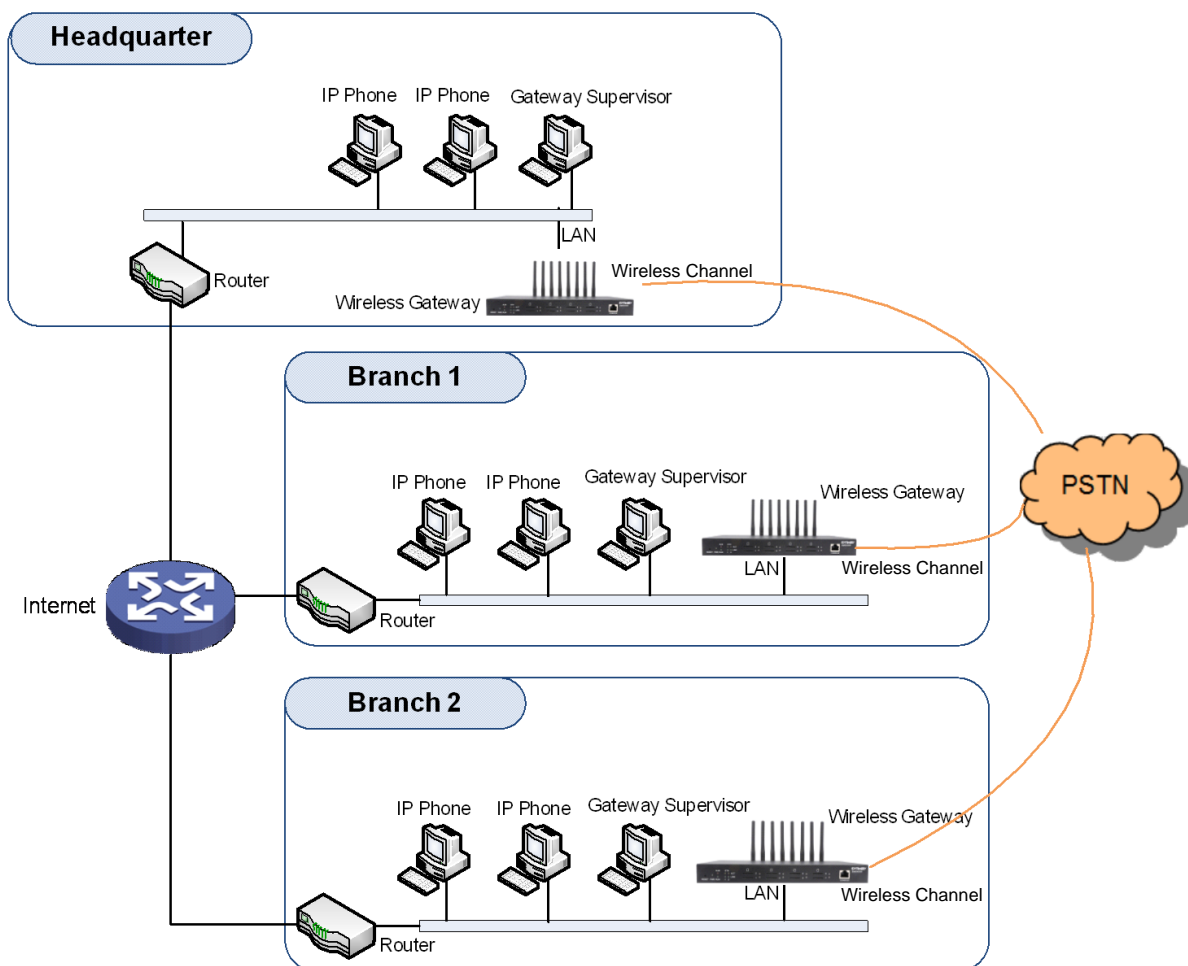 Headquarter
IP Phone
IP Phone
Gateway Supervisor
LAN
Router
Wireless Channel
Wireless Gateway
Branch 1
IP Phone
IP Phone
Gateway Supervisor
Wireless Gateway
PSTN
LAN
Wireless Channel
Internet
Router
Branch 2
IP Phone
IP Phone
Gateway Supervisor
Wireless Gateway
LAN
Wireless Channel
Router